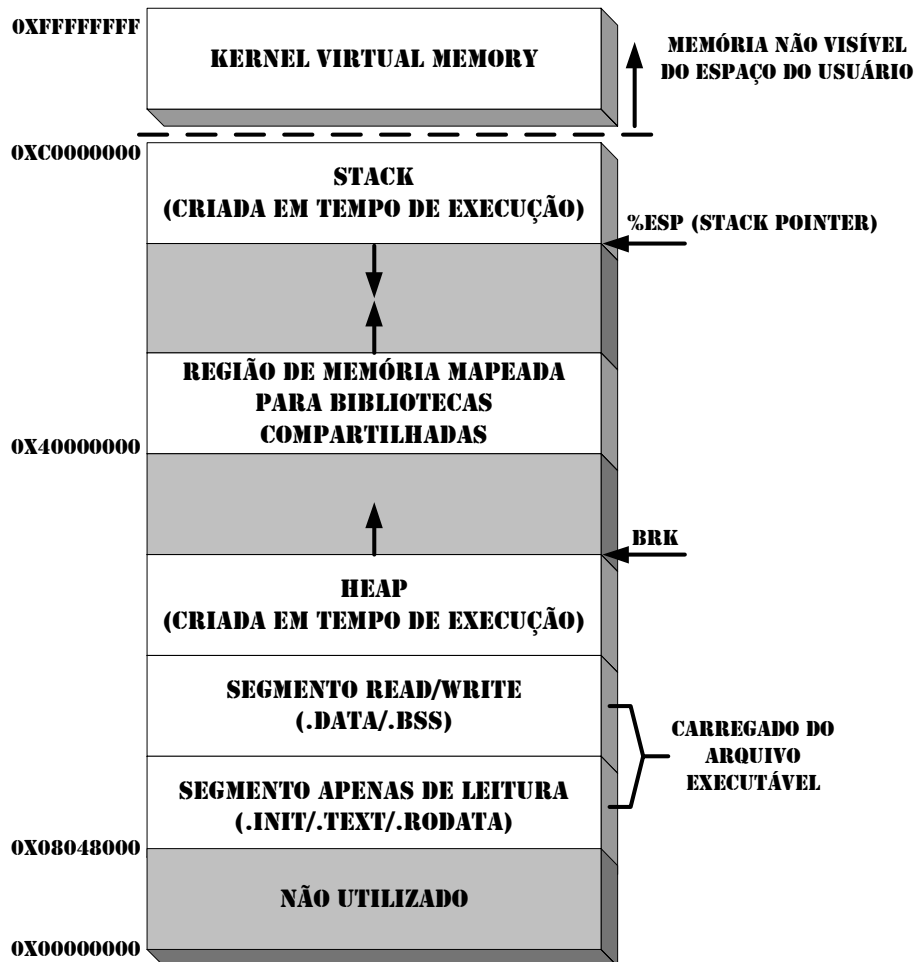 0XFFFFFFFF
KERNEL VIRTUAL MEMORY
MEMÓRIA NÃO VISÍVEL
DO ESPAÇO DO USUÁRIO
0XC0000000
STACK
(CRIADA EM TEMPO DE EXECUÇÃO)
%ESP (STACK POINTER)
REGIÃO DE MEMÓRIA MAPEADA
PARA BIBLIOTECAS
COMPARTILHADAS
0X40000000
BRK
HEAP
(CRIADA EM TEMPO DE EXECUÇÃO)
SEGMENTO READ/WRITE
(.DATA/.BSS)
CARREGADO DO
ARQUIVO
EXECUTÁVEL
SEGMENTO APENAS DE LEITURA
(.INIT/.TEXT/.RODATA)
0X08048000
NÃO UTILIZADO
0X00000000